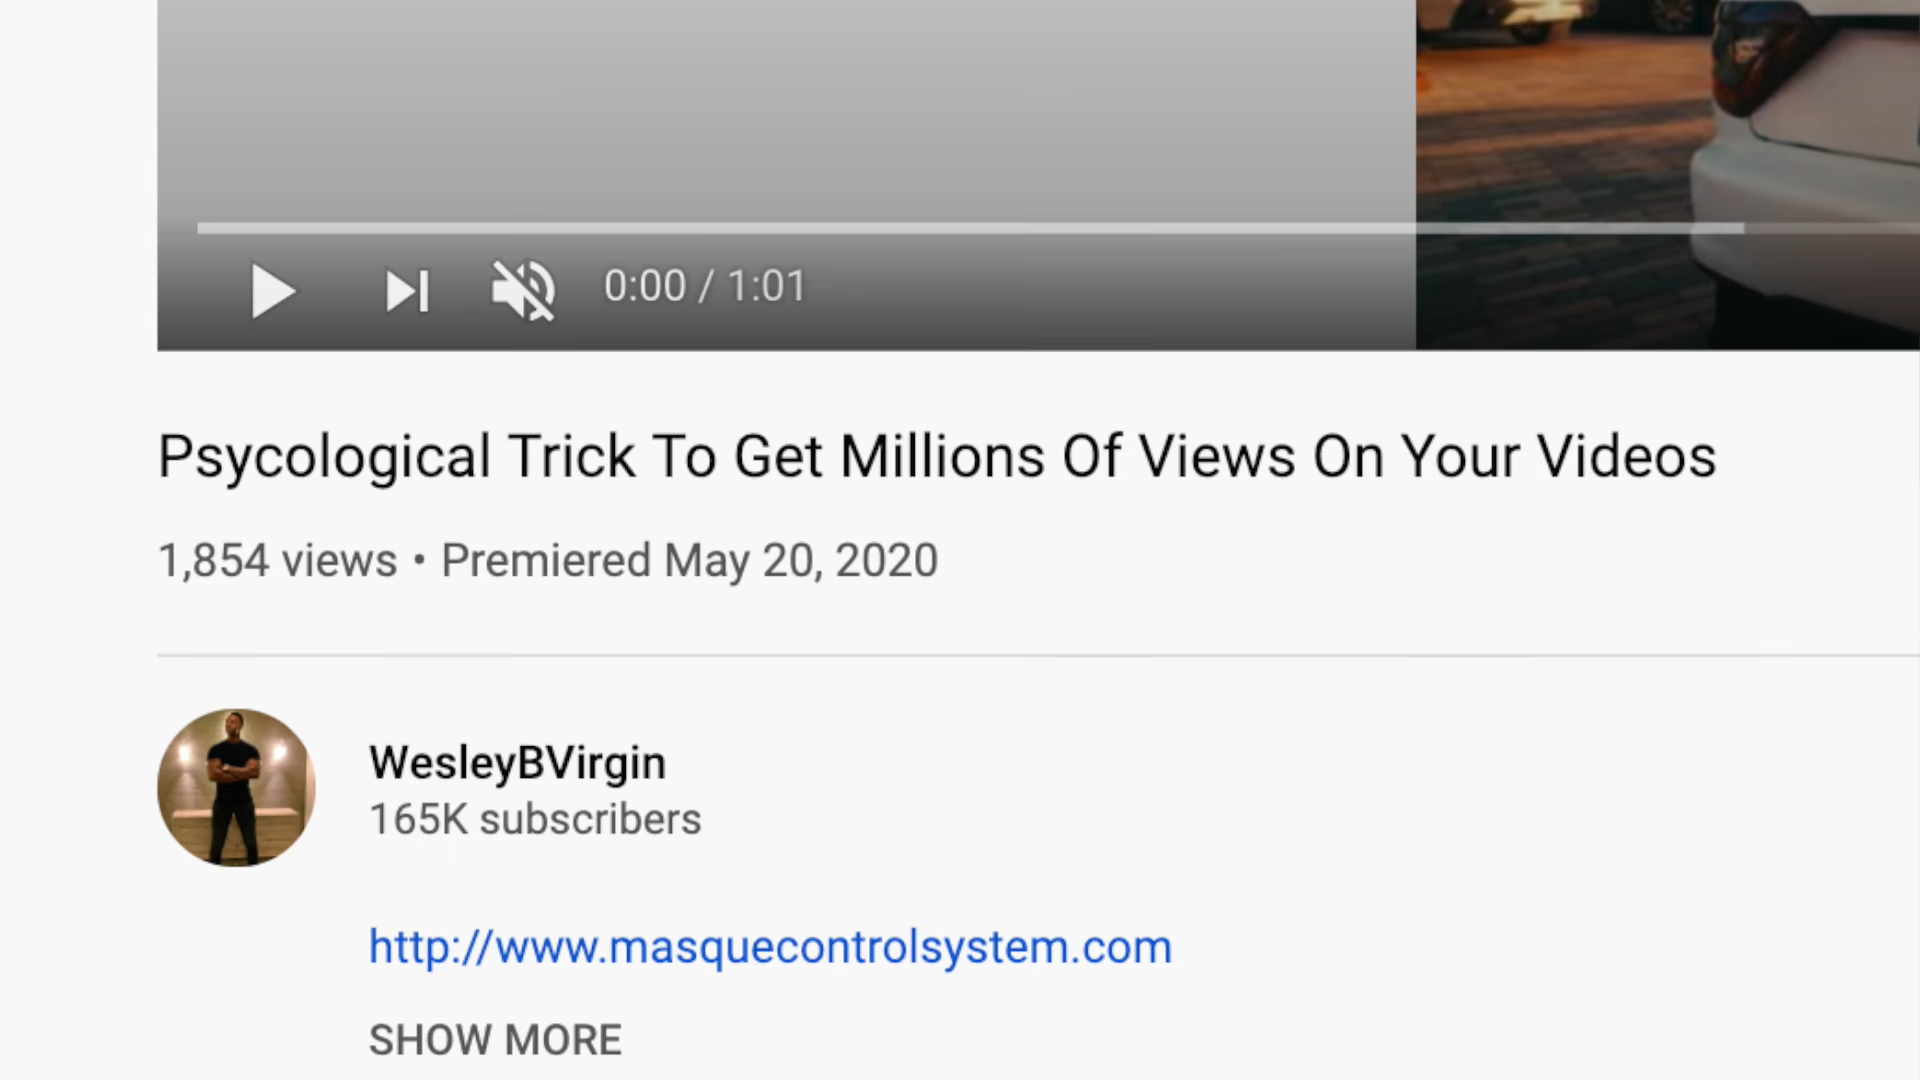 0:00 / 1:01
Psycological Trick To Get Millions Of Views On Your Videos
1,854 views • Premiered May 20, 2020
WesleyBVirgin
165K subscribers
http://www.masquecontrolsystem.com
SHOW MORE